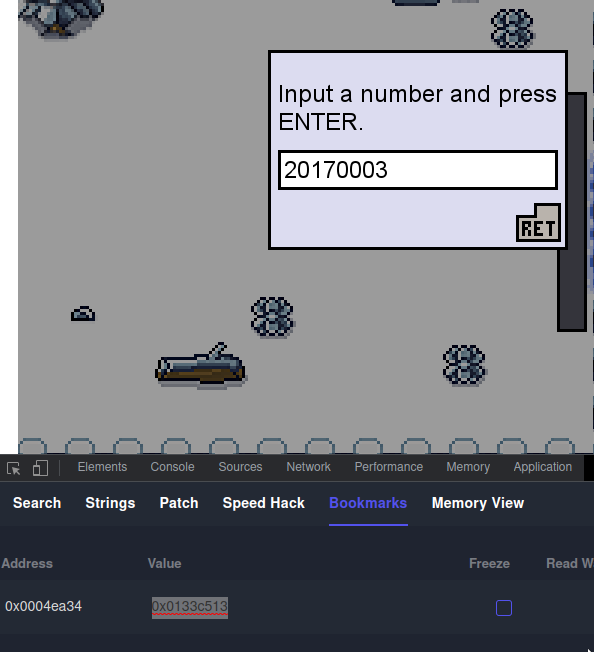 Input a number and press
ENTER.
20170003
RET
Elements Console Sources Network Performance Memory Application
Search Strings Patch Speed Hack Bookmarks Memory View
Address Value Freeze Read W
0x0004ea34 0x0133c513